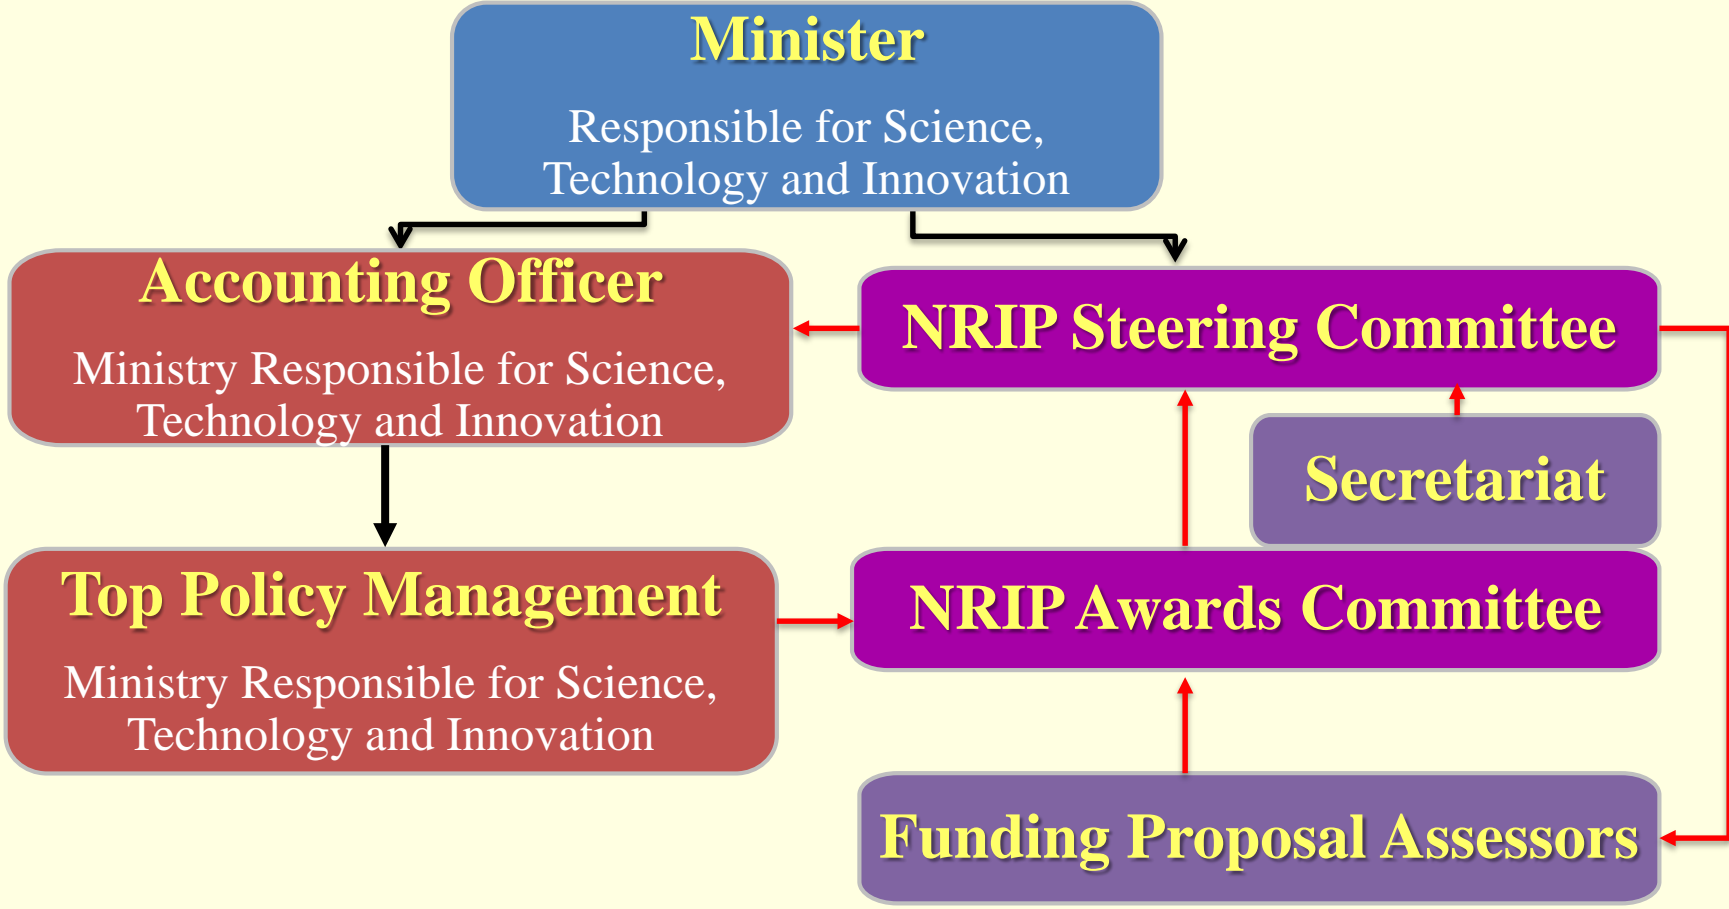 Minister
Responsible for Science,
Technology and Innovation
Accounting Officer
Ministry Responsible for Science,
Technology and Innovation
NRIP Steering Committee
Secretariat
Top Policy Management
Ministry Responsible for Science,
Technology and Innovation
NRIP Awards Committee
Funding Proposal Assessors